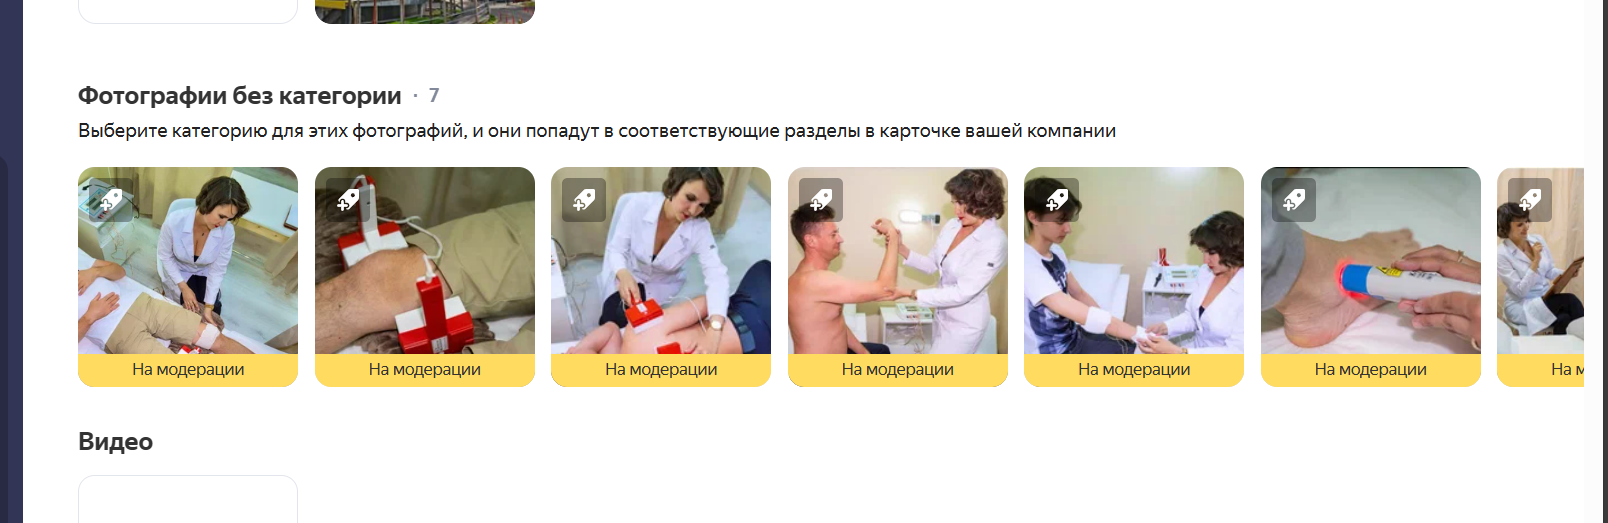 Фотографии без категории · 7
Выберите категорию для этих фотографий, и они попадут в соответствующие разделы в карточке вашей компании
На модерации
На модерации
На модерации
На модерации
На модерации
На модерации
На
Видео